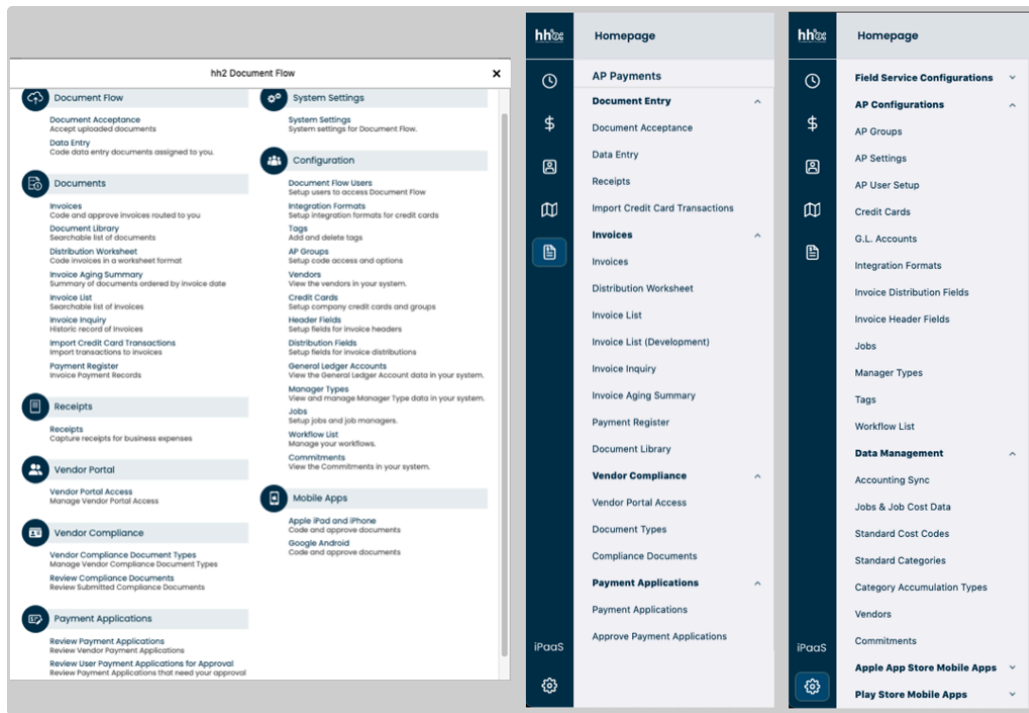 hh2 Document Flow
Document Flow
Document Acceptance
Accept uploaded documents
Data Entry
Code data entry documents assigned to you.
Documents
Invoices
Code and approve invoices routed to you
Document Library
Searchable list of documents
Distribution Worksheet
Code invoices in a worksheet format
Invoice Aging Summary
Summary of documents ordered by invoice date
Invoice List
Searchable list of invoices
Invoice Inquiry
Historic record of Invoices
Import Credit Card Transactions
Import transactions to invoices
Payment Register
Invoice Payment Records
Receipts
Receipts
Capture receipts for business expenses
Vendor Portal
Vendor Portal Access
Manage Vendor Portal Access
Vendor Compliance
Vendor Compliance Document Types
Manage Vendor Compliance Document Types
Review Compliance Documents
Review Submitted Compliance Documents
Payment Applications
Review Payment Applications
Review Vendor Payment Applications
Review User Payment Applications for Approval
Review Payment Applications that need your approval
System Settings
System Settings
System settings for Document Flow.
Configuration
Document Flow Users
Setup users to access Document Flow
Integration Formats
Setup integration formats for credit cards
Tags
Add and delete tags
AP Groups
Setup code access and options
Vendors
View the vendors in your system.
Credit Cards
Setup company credit cards and groups
Header Fields
Setup fields for invoice headers
Distribution Fields
Setup fields for invoice distributions
General Ledger Accounts
View the General Ledger Account data in your system.
Manager Types
View and manage Manager Type data in your system.
Jobs
Setup jobs and job managers.
Workflow List
Manage your workflows.
Commitments
View the Commitments in your system.
Mobile Apps
Apple iPad and iPhone
Code and approve documents
Google Android
Code and approve documents
hh2
Homepage
AP Payments
Document Entry
Document Acceptance
Data Entry
Receipts
Import Credit Card Transactions
Invoices
Invoices
Distribution Worksheet
Invoice List
Invoice List (Development)
Invoice Inquiry
Invoice Aging Summary
Payment Register
Document Library
Vendor Compliance
Vendor Portal Access
Document Types
Compliance Documents
Payment Applications
Payment Applications
Approve Payment Applications
iPaaS
hh2
Homepage
Field Service Configurations
AP Configurations
AP Groups
AP Settings
AP User Setup
Credit Cards
G.L. Accounts
Integration Formats
Invoice Distribution Fields
Invoice Header Fields
Jobs
Manager Types
Tags
Workflow List
Data Management
Accounting Sync
Jobs & Job Cost Data
Standard Cost Codes
Standard Categories
Category Accumulation Types
Vendors
Commitments
Apple App Store Mobile Apps
Play Store Mobile Apps
iPaaS